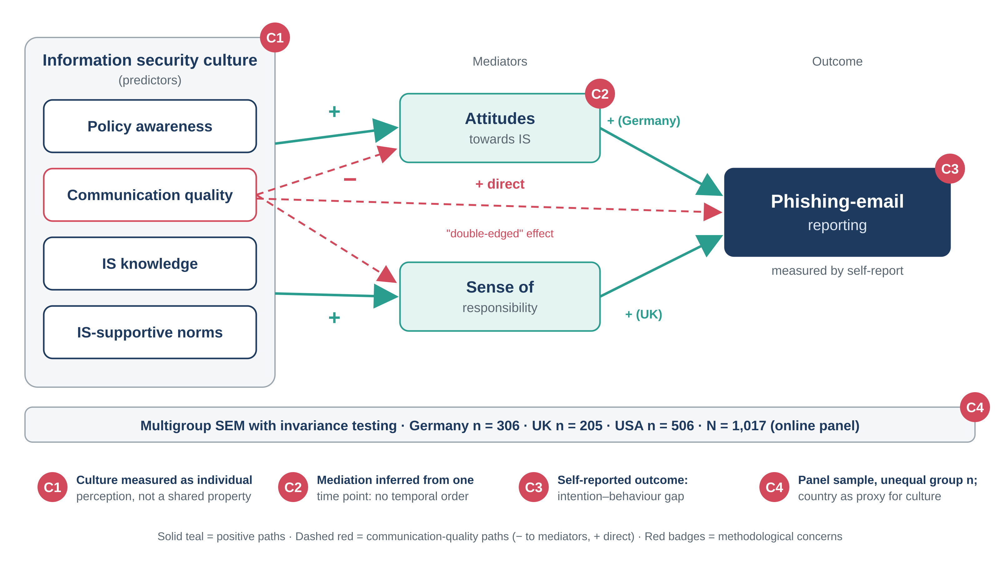 C1
Information security culture
(predictors)
Policy awareness
Communication quality
IS knowledge
IS-supportive norms
Mediators
Outcome
+
C2
Attitudes
towards IS
+ (Germany)
−
+ direct
"double-edged" effect
Sense of
responsibility
+
+ (UK)
C3
Phishing-email
reporting
measured by self-report
C4
Multigroup SEM with invariance testing · Germany n = 306 · UK n = 205 · USA n = 506 · N = 1,017 (online panel)
C1
Culture measured as individual
perception, not a shared property
C2
Mediation inferred from one
time point: no temporal order
C3
Self-reported outcome:
intention–behaviour gap
C4
Panel sample, unequal group n;
country as proxy for culture
Solid teal = positive paths · Dashed red = communication-quality paths (− to mediators, + direct) · Red badges = methodological concerns